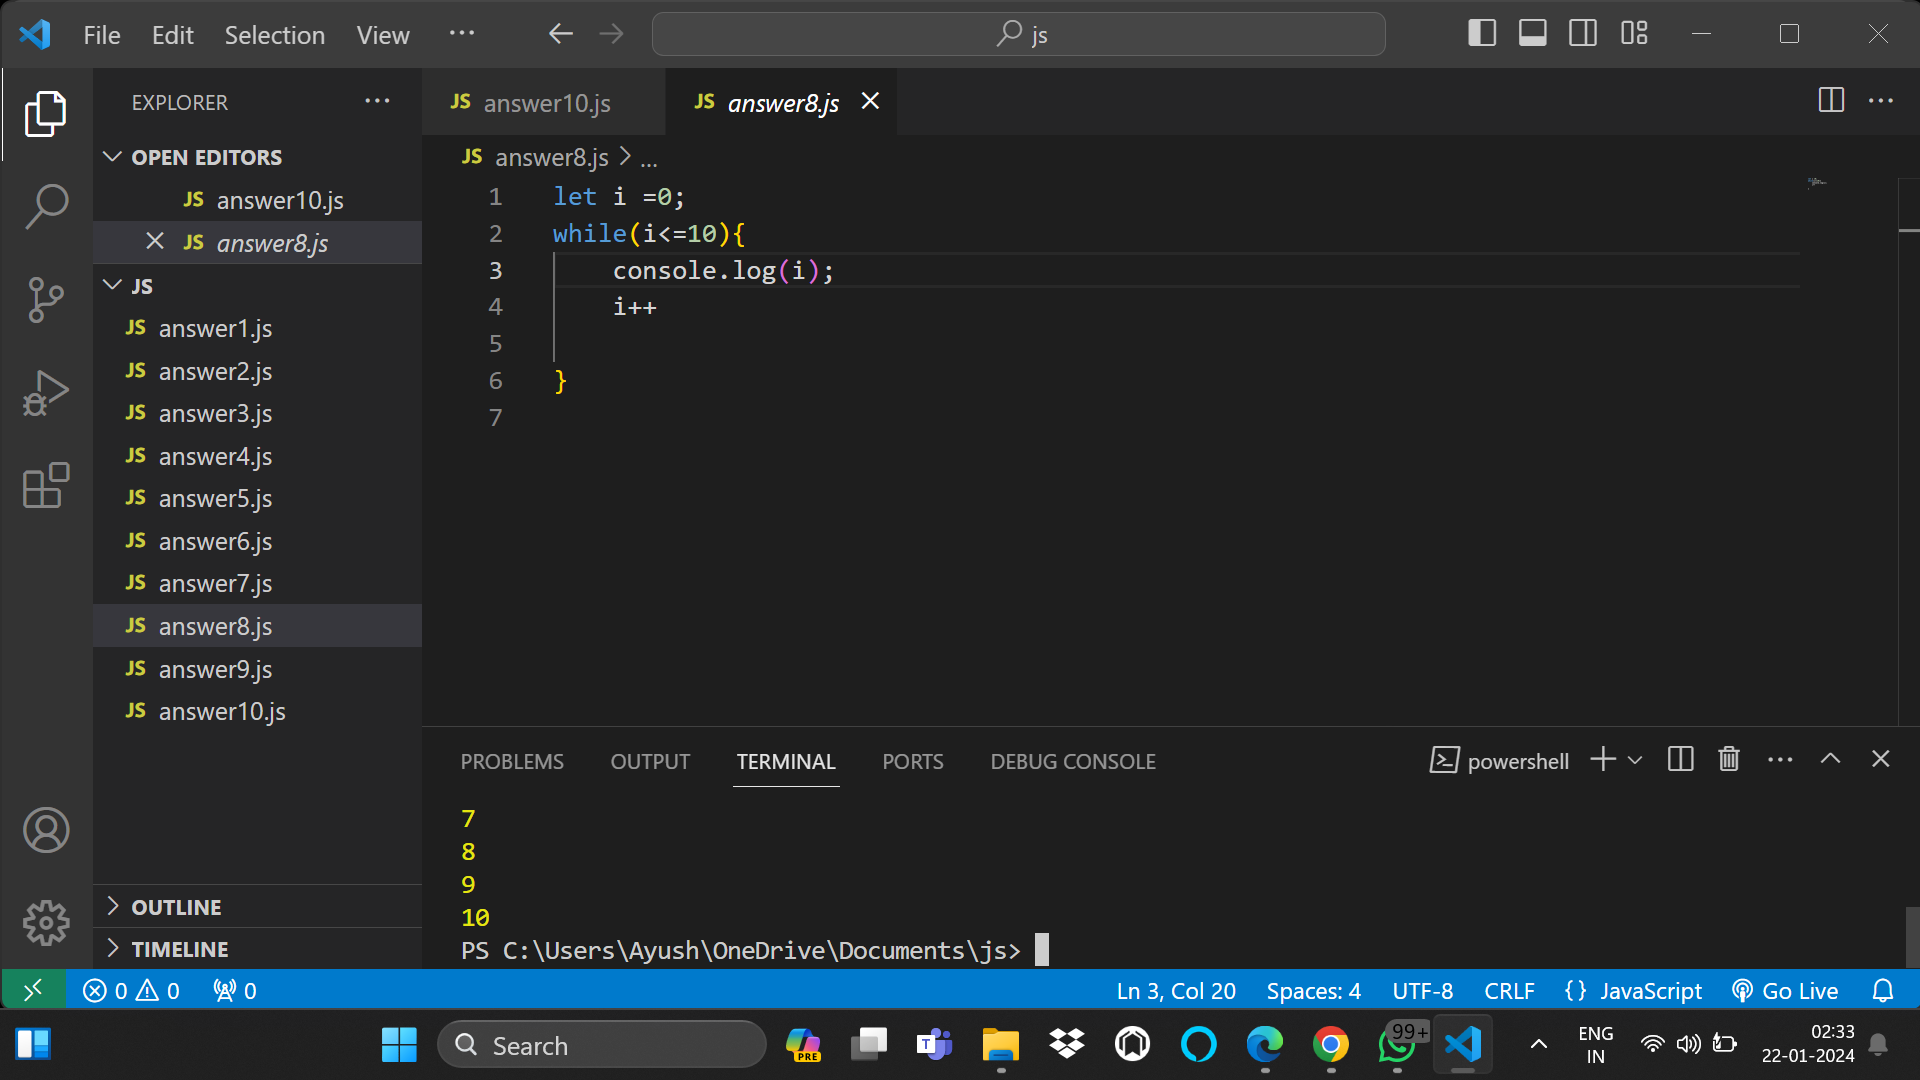 File Edit Selection View ...
js
EXPLORER ...
OPEN EDITORS
JS answer10.js
JS answer8.js
JS
JS answer1.js
JS answer2.js
JS answer3.js
JS answer4.js
JS answer5.js
JS answer6.js
JS answer7.js
JS answer8.js
JS answer9.js
JS answer10.js
OUTLINE
TIMELINE
JS answer10.js JS answer8.js
JS answer8.js > ...
1 let i =0;
2 while(i<=10){
3 console.log(i);
4 i++
5
6 }
7
PROBLEMS OUTPUT TERMINAL PORTS DEBUG CONSOLE powershell
7
8
9
10
PS C:\Users\Ayush\OneDrive\Documents\js>
0 0 0 Ln 3, Col 20 Spaces: 4 UTF-8 CRLF {} JavaScript Go Live
Search PRE T 99+ ENG
IN
02:33
22-01-2024